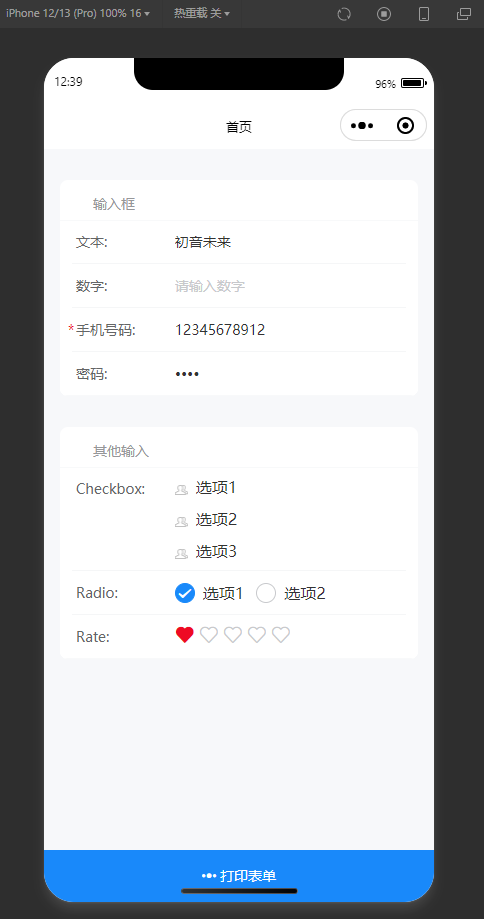 iPhone 12/13 (Pro) 100% 16 热重载 关
12:39 96%
首页
输入框
文本: 初音未来
数字: 请输入数字
*手机号码: 12345678912
密码: ••••
其他输入
Checkbox: 选项1
选项2
选项3
Radio: 选项1 选项2
Rate:
打印表单